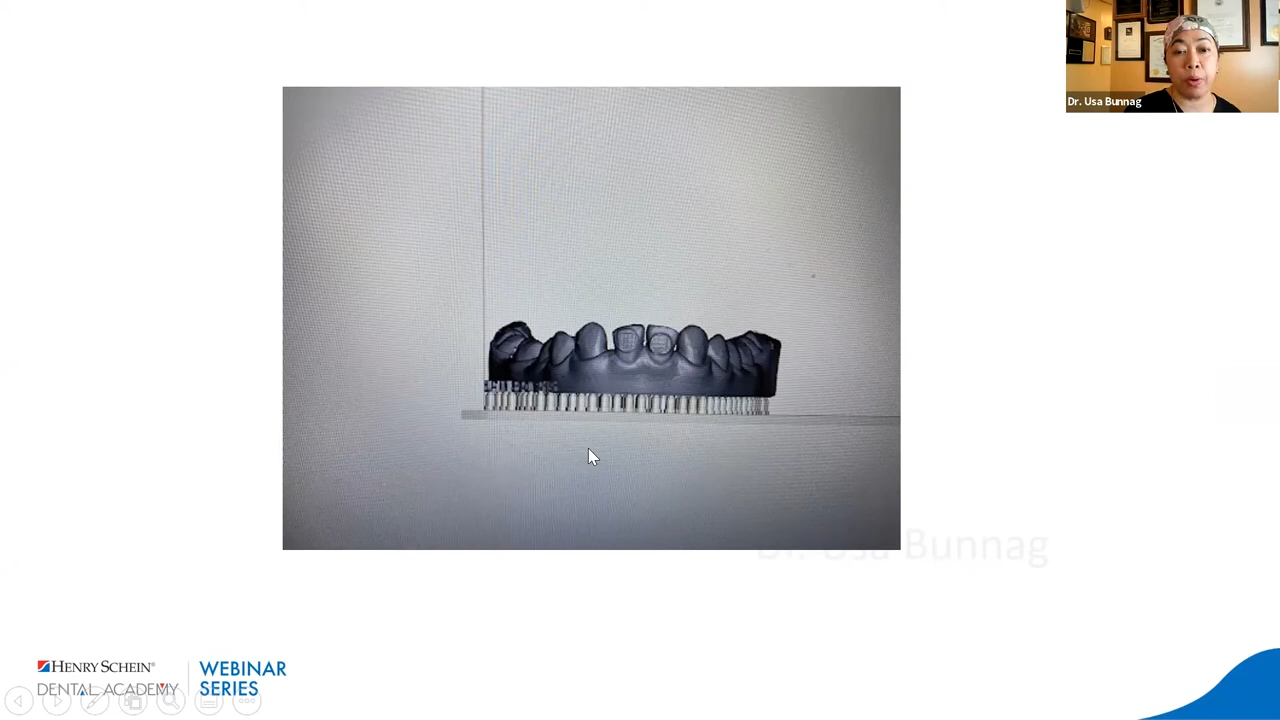 Dr. Usa Bunnag
Dr. Usa Bunnag
HENRY SCHEIN®
DENTAL ACADEMY
WEBINAR
SERIES